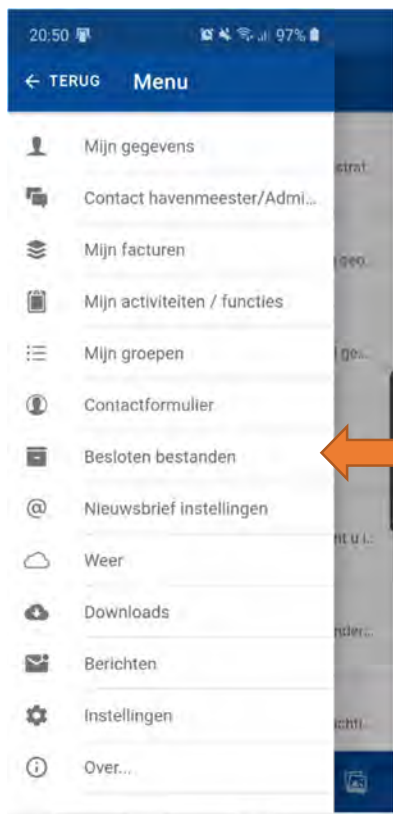 20:50 97%
← TERUG Menu
Mijn gegevens
Contact havenmeester/Admi...
Mijn facturen
Mijn activiteiten / functies
Mijn groepen
Contactformulier
Besloten bestanden
@ Nieuwsbrief instellingen
Weer
Downloads
Berichten
Instellingen
Over...